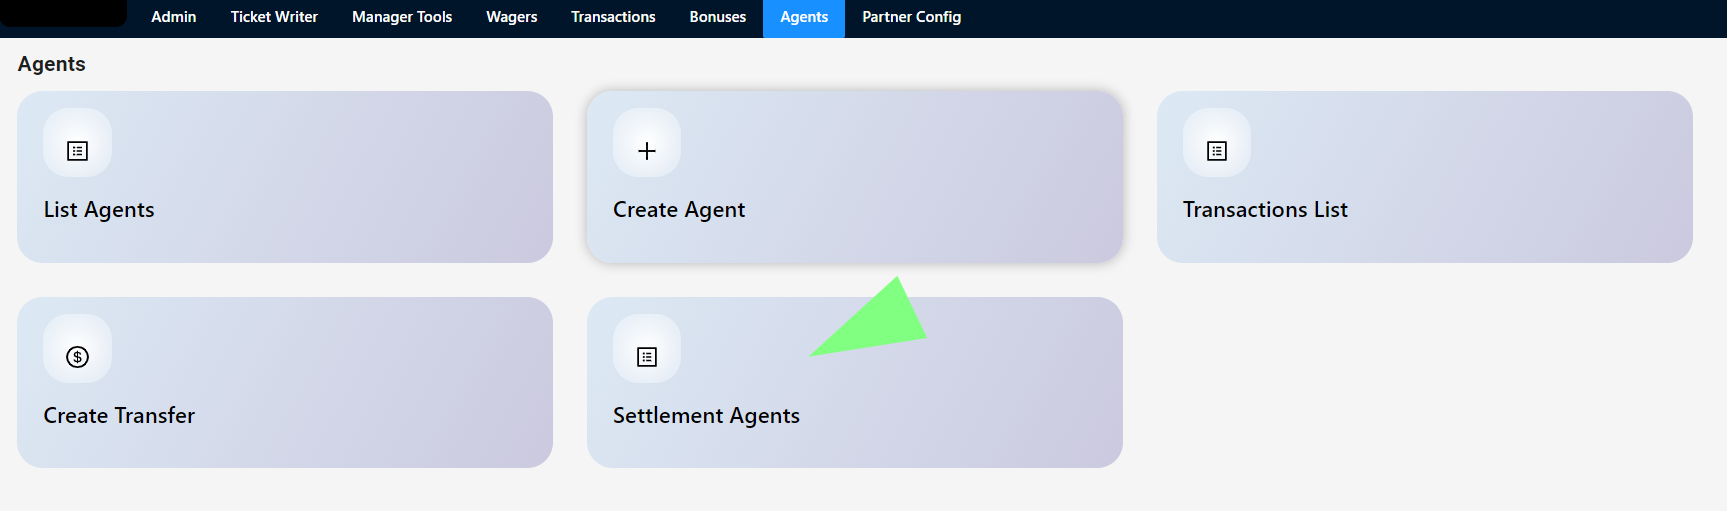 Admin Ticket Writer Manager Tools Wagers Transactions Bonuses Agents Partner Config
Agents
List Agents Create Agent Transactions List
Create Transfer Settlement Agents